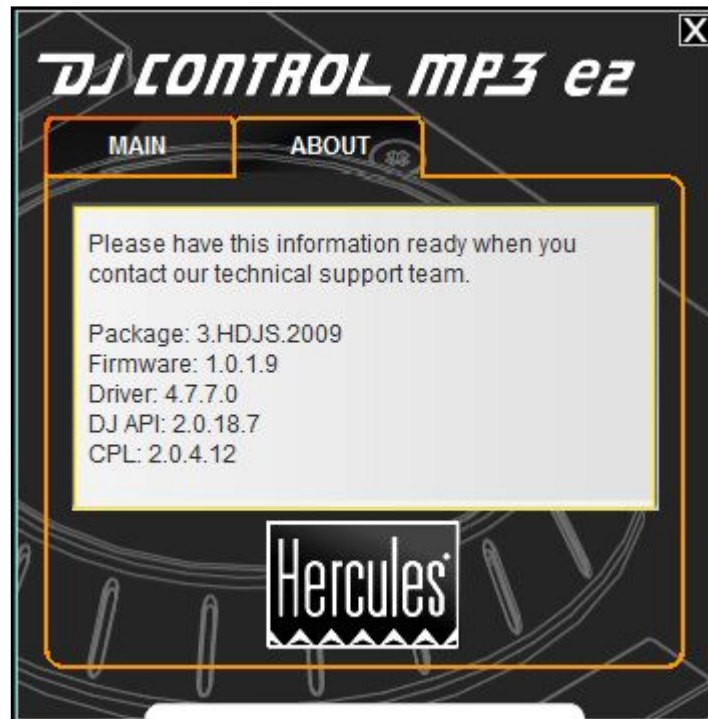 X
DJ CONTROL MP3 e2
MAIN ABOUT
Please have this information ready when you
contact our technical support team.
Package: 3.HDJS.2009
Firmware: 1.0.1.9
Driver: 4.7.7.0
DJ API: 2.0.18.7
CPL: 2.0.4.12
Hercules